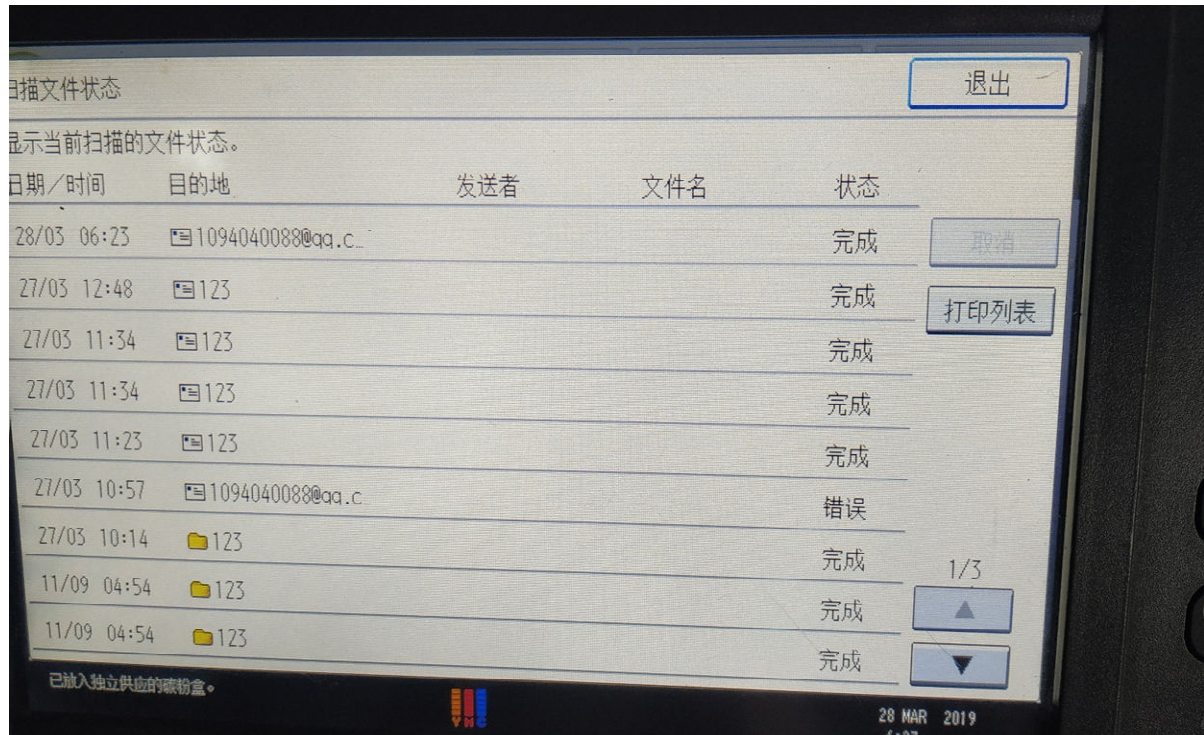 扫描文件状态 退出
显示当前扫描的文件状态。
日期/时间 目的地 发送者 文件名 状态
28/03 06:23 1094040088@qq.c… 完成 取消
27/03 12:48 123 完成 打印列表
27/03 11:34 123 完成
27/03 11:34 123 完成
27/03 11:23 123 完成
27/03 10:57 1094040088@qq.c… 错误
27/03 10:14 123 完成 1/3
11/09 04:54 123 完成
11/09 04:54 123 完成
已放入独立供应的碳粉盒。
Y M C
28 MAR 2019